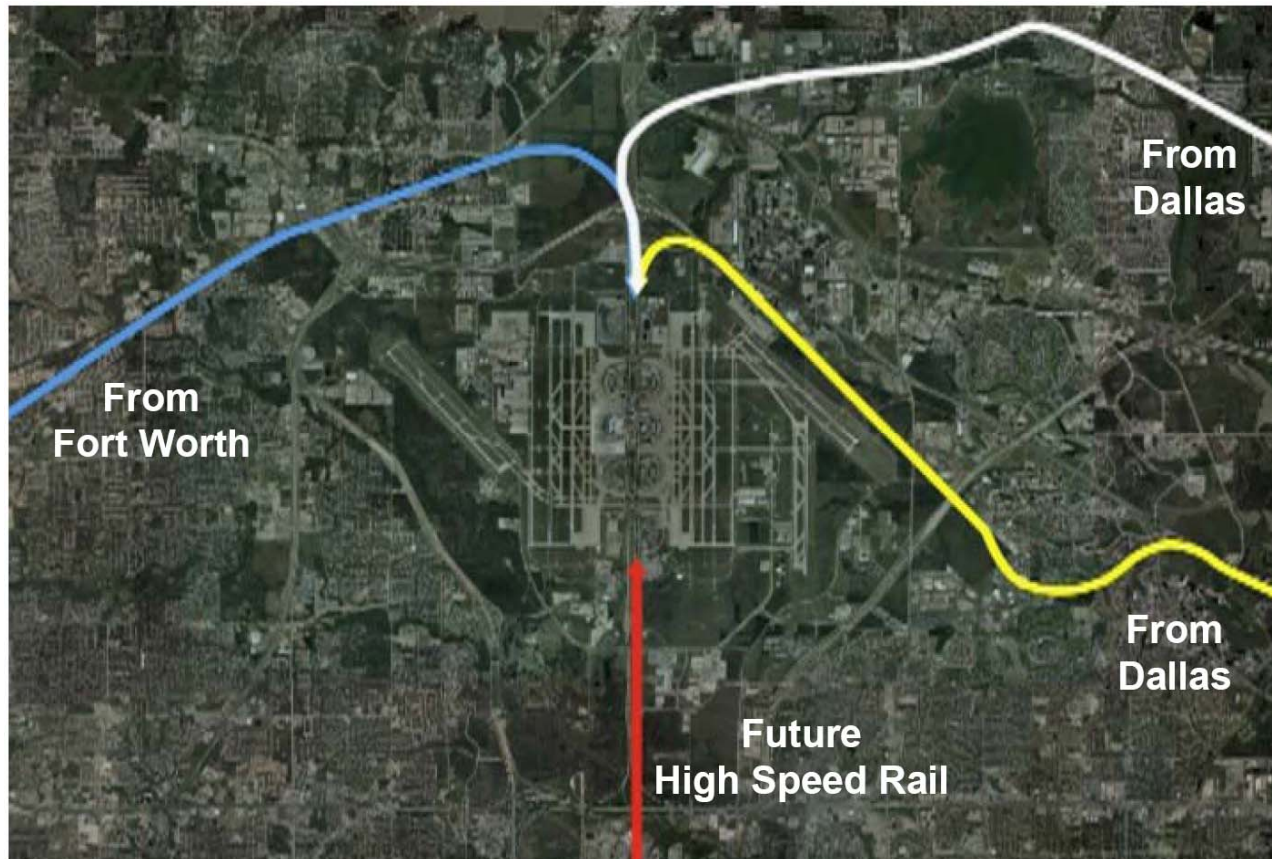 From
Dallas
From
Fort Worth
From
Dallas
Future
High Speed Rail